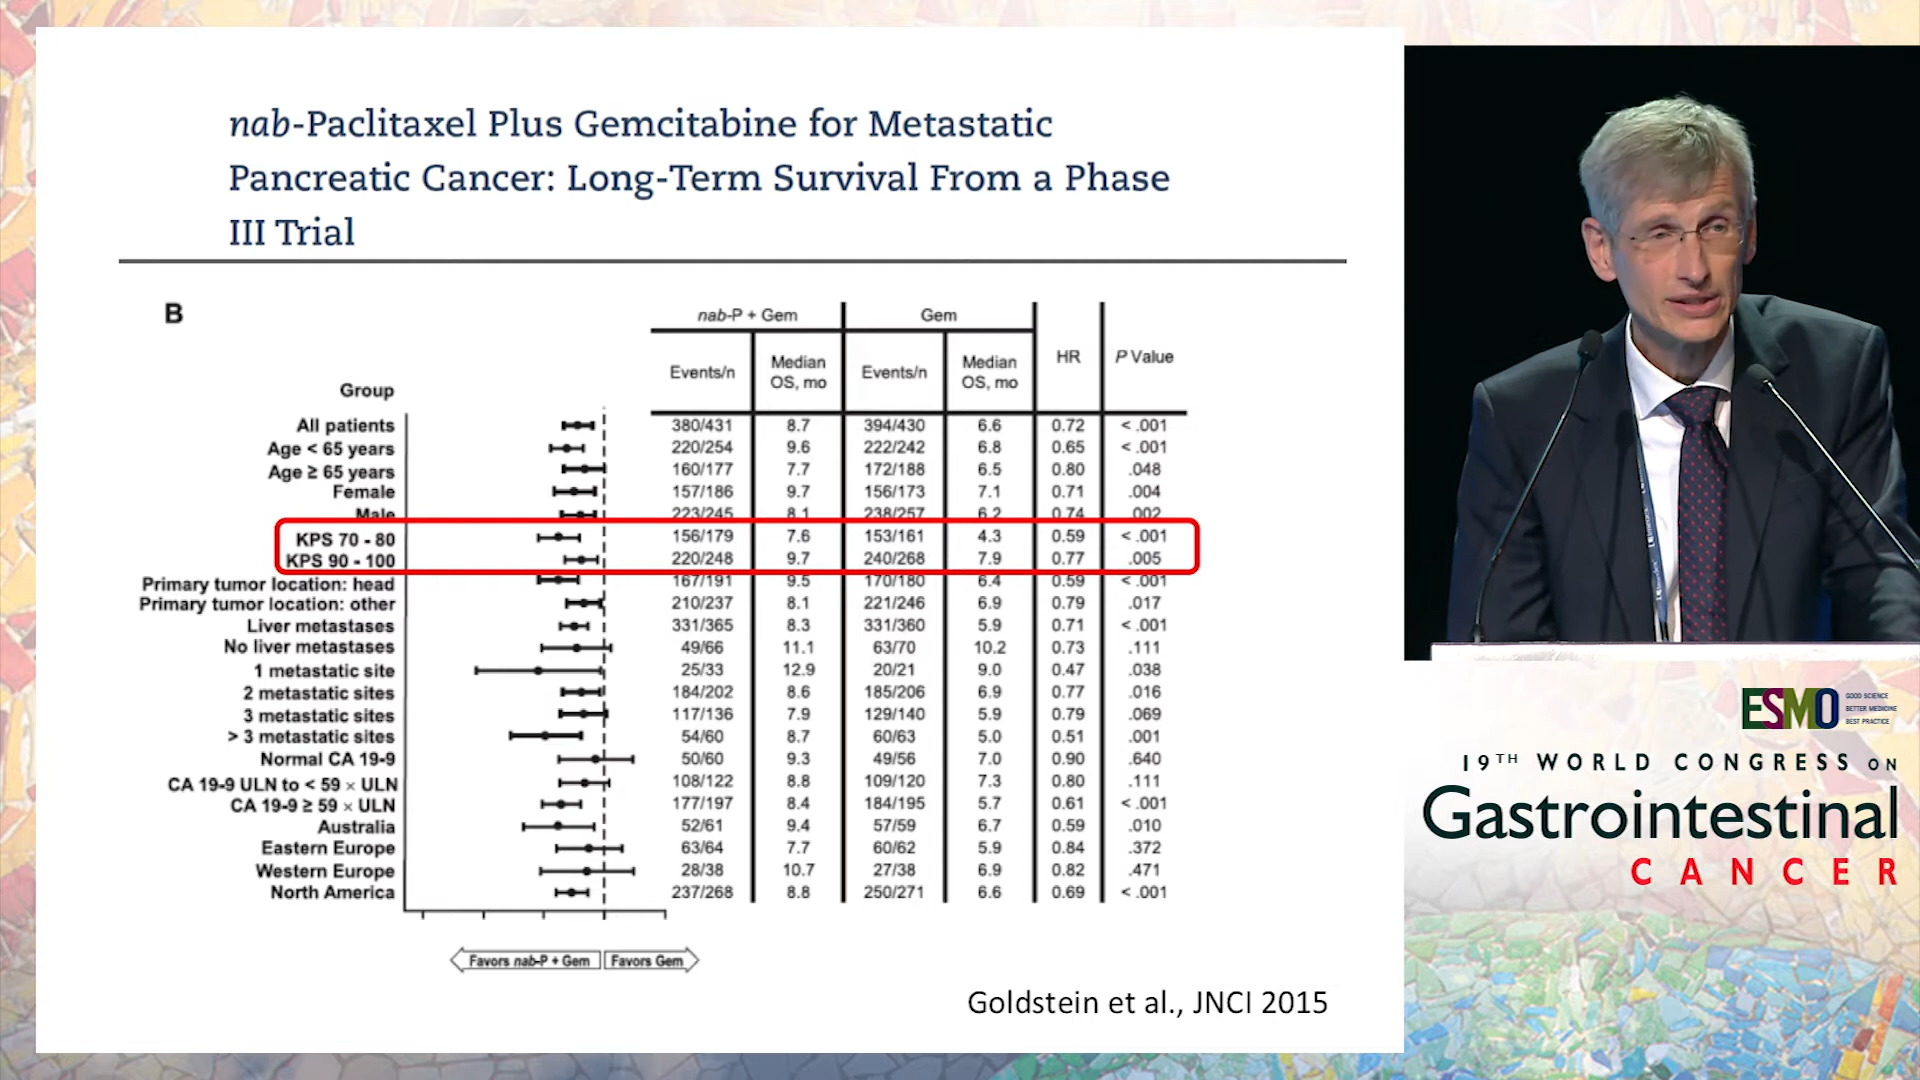 nab-Paclitaxel Plus Gemcitabine for Metastatic
Pancreatic Cancer: Long-Term Survival From a Phase
III Trial
B
nab-P + Gem Gem
Group Events/n Median OS, mo Events/n Median OS, mo HR P Value
All patients 380/431 8.7 394/430 6.6 0.72 < .001
Age < 65 years 220/254 9.6 222/242 6.8 0.65 < .001
Age ≥ 65 years 160/177 7.7 172/188 6.5 0.80 .048
Female 157/186 9.7 156/173 7.1 0.71 .004
Male 223/245 8.1 238/257 6.2 0.74 .002
KPS 70 - 80 156/179 7.6 153/161 4.3 0.59 < .001
KPS 90 - 100 220/248 9.7 240/268 7.9 0.77 .005
Primary tumor location: head 167/191 9.5 170/180 6.4 0.59 < .001
Primary tumor location: other 210/237 8.1 221/246 6.9 0.79 .017
Liver metastases 331/365 8.3 331/360 5.9 0.71 < .001
No liver metastases 49/66 11.1 63/70 10.2 0.73 .111
1 metastatic site 25/33 12.9 20/21 9.0 0.47 .038
2 metastatic sites 184/202 8.6 185/206 6.9 0.77 .016
3 metastatic sites 117/136 7.9 129/140 5.9 0.79 .069
> 3 metastatic sites 54/60 8.7 60/63 5.0 0.51 .001
Normal CA 19-9 50/60 9.3 49/56 7.0 0.90 .640
CA 19-9 ULN to < 59 × ULN 108/122 8.8 109/120 7.3 0.80 .111
CA 19-9 ≥ 59 × ULN 177/197 8.4 184/195 5.7 0.61 < .001
Australia 52/61 9.4 57/59 6.7 0.59 .010
Eastern Europe 63/64 7.7 60/62 5.9 0.84 .372
Western Europe 28/38 10.7 27/38 6.9 0.82 .471
North America 237/268 8.8 250/271 6.6 0.69 < .001
Favors nab-P + Gem Favors Gem
Goldstein et al., JNCI 2015
ESMO
GOOD SCIENCE
BETTER MEDICINE
BEST PRACTICE
19TH WORLD CONGRESS ON
Gastrointestinal
CANCER